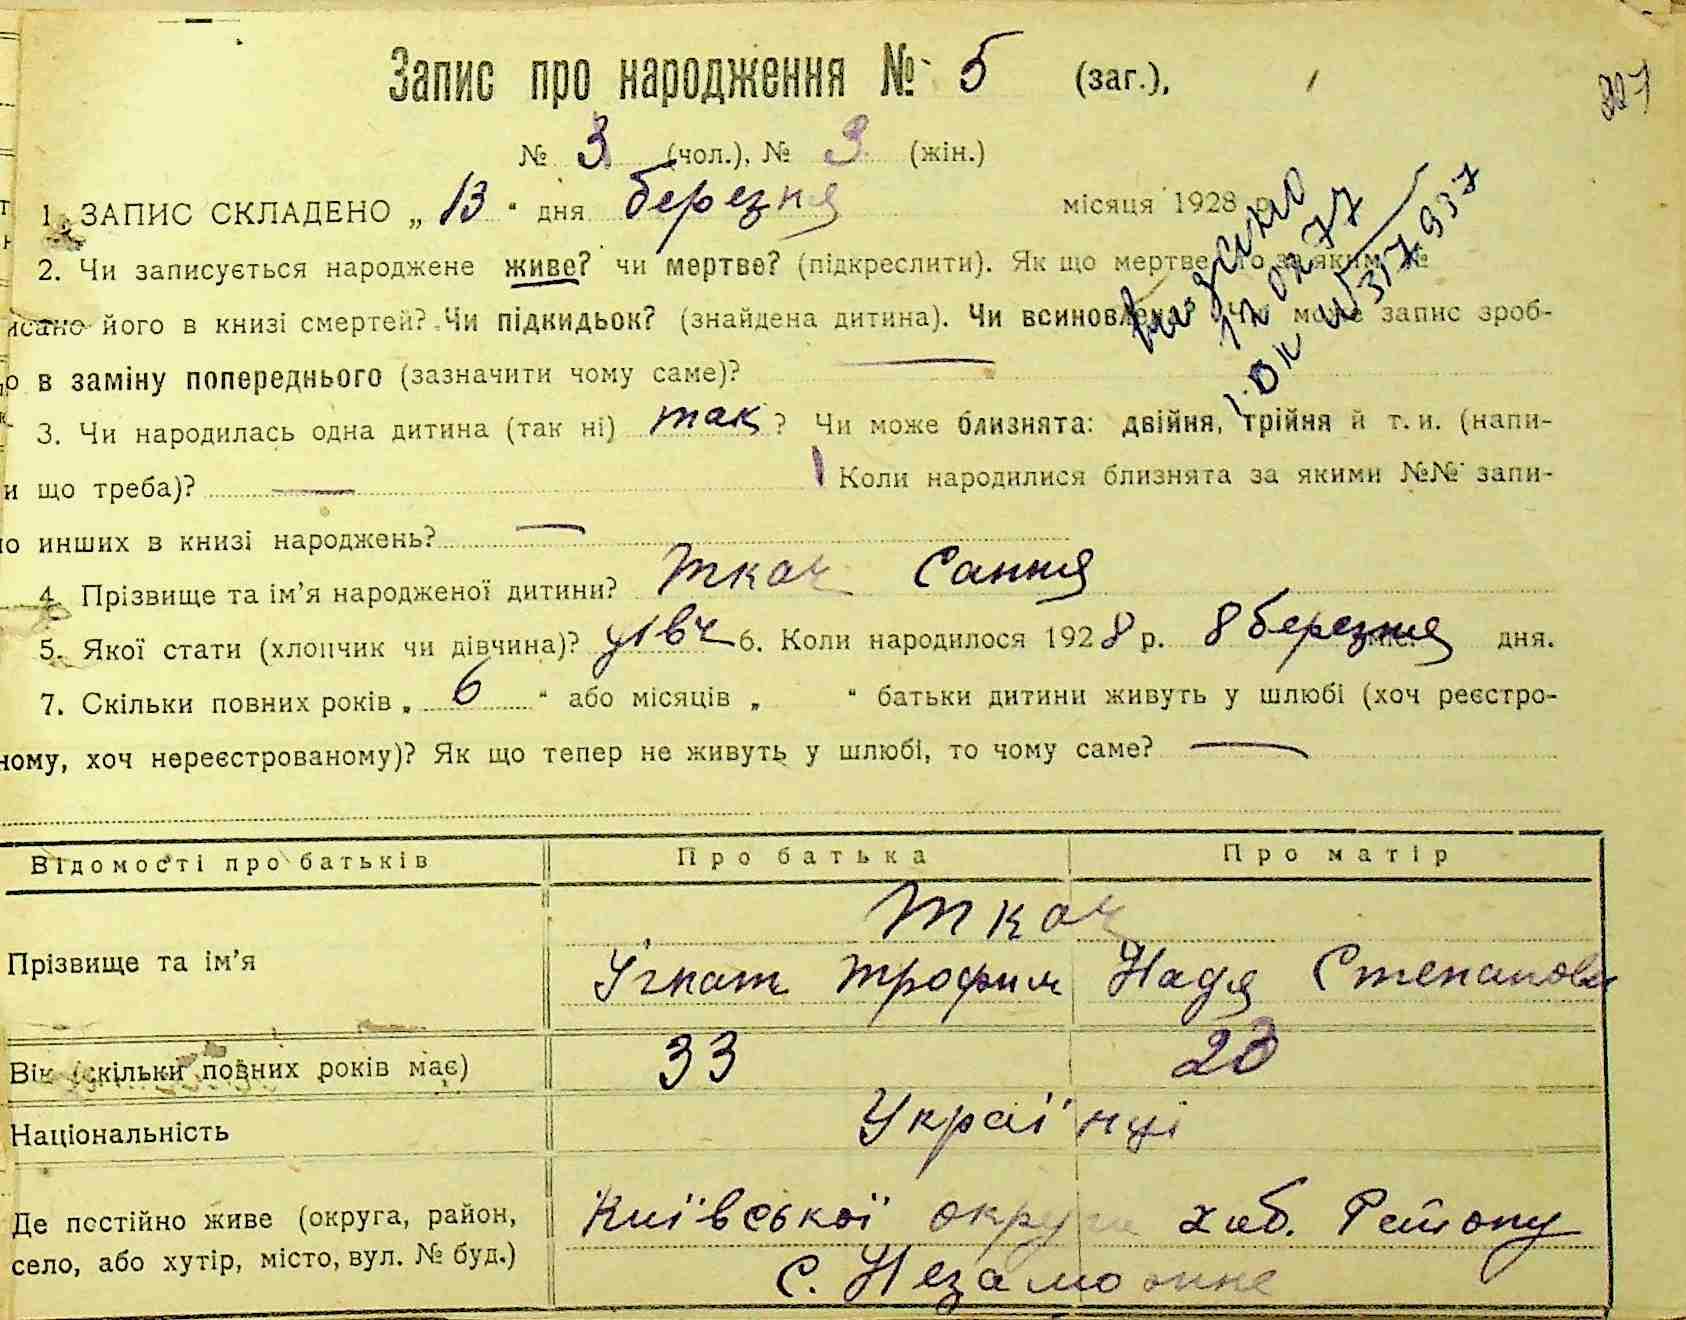 Запис про народження № 5 (заг.),
227
№ 3 (чол.), № 3 (жін.)
1. ЗАПИС СКЛАДЕНО „ 13 “ дня березня місяця 1928 р.
2. Чи записується народжене живе? чи мертве? (підкреслити). Як що мертве, то за яким №
исано його в книзі смертей? Чи підкидьок? (знайдена дитина). Чи всиновлена? Чи може запис зроб-
о в заміну попереднього (зазначити чому саме)?
3. Чи народилась одна дитина (так ні) так ? Чи може близнята: двійня, трійня й т. и. (напи-
и що треба)? Коли народилися близнята за якими №№ запи-
о инших в книзі народжень?
4. Прізвище та ім’я народженої дитини? Ткач Сання
5. Якої стати (хлопчик чи дівчина)? дівч 6. Коли народилося 1928 р. 8 березня міс. дня.
7. Скільки повних років „ 6 “ або місяців „ “ батьки дитини живуть у шлюбі (хоч реєстро-
ному, хоч нереєстрованому)? Як що тепер не живуть у шлюбі, то чому саме?
Відомості про батьків Про батька Про матір
Ткач
Прізвище та ім’я Ігнат Трофим Надя Степанова
Вік (скільки повних років має) 33
Національність Українці
Де постійно живе (округа, район, Київської округи хаб. Району
село, або хутір, місто, вул. № буд.) с. Незаможне